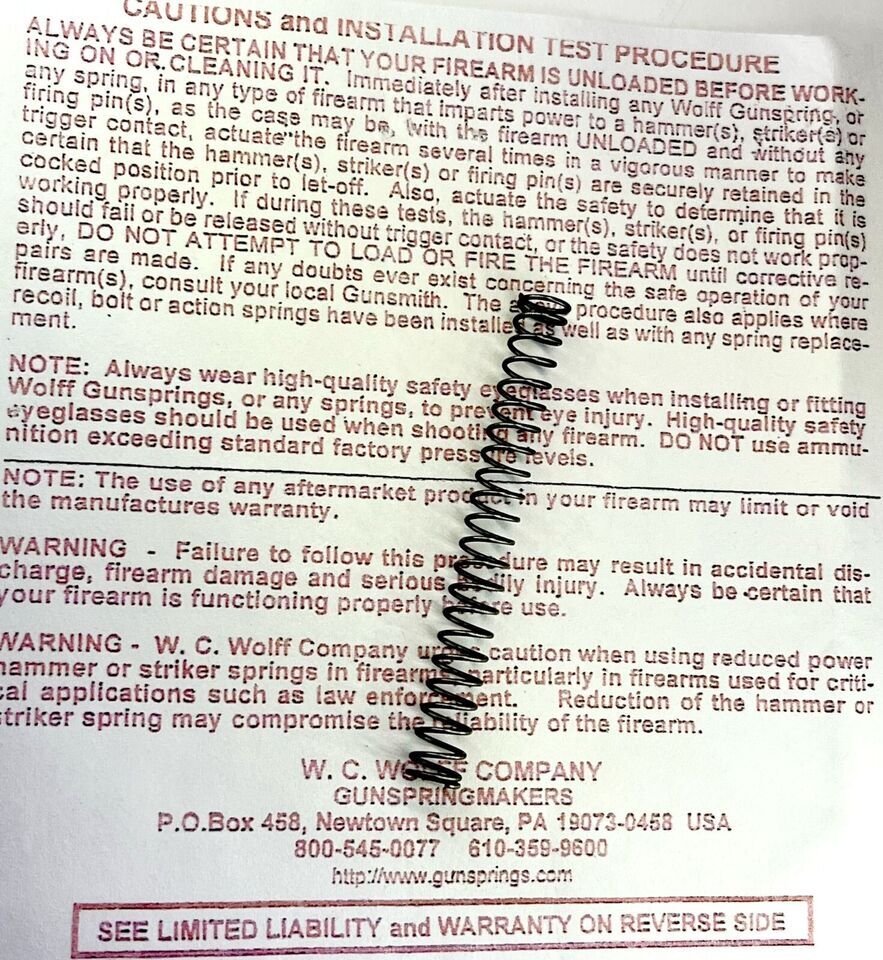 CAUTIONS and INSTALLATION TEST PROCEDURE
ALWAYS BE CERTAIN THAT YOUR FIREARM IS UNLOADED BEFORE WORK-
ING ON OR CLEANING IT. Immediately after installing any Wolff Gunspring, or
any spring, in any type of firearm that imparts power to a hammer(s), striker(s) or
firing pin(s), as the case may be, with the firearm UNLOADED and without any
trigger contact, actuate the firearm several times in a vigorous manner to make
certain that the hammer(s), striker(s) or firing pin(s) are securely retained in the
cocked position prior to let-off. Also, actuate the safety to determine that it is
working properly. If during these tests, the hammer(s), striker(s), or firing pin(s)
should fail or be released without trigger contact, or the safety does not work prop-
erly, DO NOT ATTEMPT TO LOAD OR FIRE THE FIREARM until corrective re-
pairs are made. If any doubts ever exist concerning the safe operation of your
firearm(s), consult your local Gunsmith. The procedure also applies where
recoil, bolt or action springs have been installed as well as with any spring replace-
ment.
NOTE: Always wear high-quality safety eyeglasses when installing or fitting
Wolff Gunsprings, or any springs, to prevent eye injury. High-quality safety
eyeglasses should be used when shooting any firearm. DO NOT use ammu-
nition exceeding standard factory pressure levels.
NOTE: The use of any aftermarket product in your firearm may limit or void
the manufactures warranty.
WARNING - Failure to follow this procedure may result in accidental dis-
charge, firearm damage and serious bodily injury. Always be certain that
your firearm is functioning properly before use.
WARNING - W. C. Wolff Company urges caution when using reduced power
hammer or striker springs in firearms particularly in firearms used for criti-
cal applications such as law enforcement. Reduction of the hammer or
striker spring may compromise the reliability of the firearm.
W. C. WOLFF COMPANY
GUNSPRINGMAKERS
P.O.Box 458, Newtown Square, PA 19073-0458 USA
800-545-0077 610-359-9600
http://www.gunsprings.com
SEE LIMITED LIABILITY and WARRANTY ON REVERSE SIDE